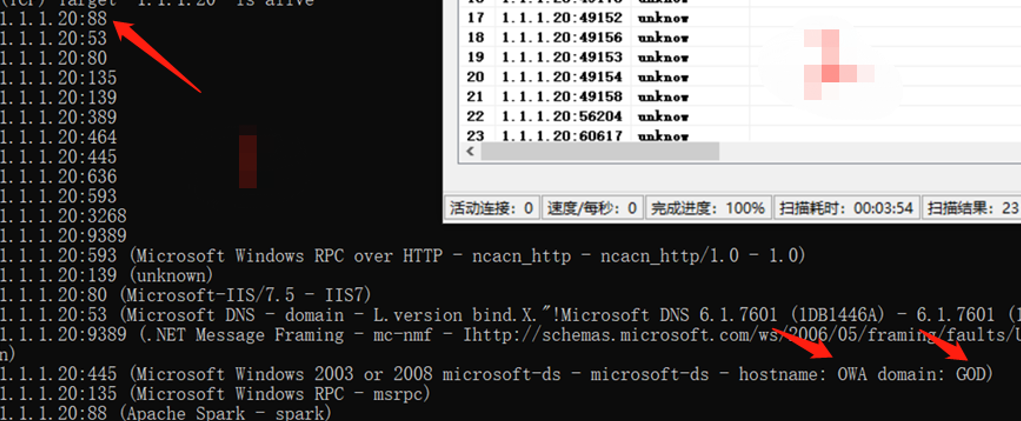 (TCP) Target '1.1.1.20' is alive
1.1.1.20:88
1.1.1.20:53
1.1.1.20:80
1.1.1.20:135
1.1.1.20:139
1.1.1.20:389
1.1.1.20:464
1.1.1.20:445
1.1.1.20:636
1.1.1.20:593
1.1.1.20:3268
1.1.1.20:9389
1.1.1.20:593 (Microsoft Windows RPC over HTTP - ncacn_http - ncacn_http/1.0 - 1.0)
1.1.1.20:139 (unknown)
1.1.1.20:80 (Microsoft-IIS/7.5 - IIS7)
1.1.1.20:53 (Microsoft DNS - domain - L.version bind.X."!Microsoft DNS 6.1.7601 (1DB1446A) - 6.1.7601 (1
1.1.1.20:9389 (.NET Message Framing - mc-nmf - Ihttp://schemas.microsoft.com/ws/2006/05/framing/faults/U
n)
1.1.1.20:445 (Microsoft Windows 2003 or 2008 microsoft-ds - microsoft-ds - hostname: OWA domain: GOD)
1.1.1.20:135 (Microsoft Windows RPC - msrpc)
1.1.1.20:88 (Apache Spark - spark)
17 1.1.1.20:49152 unknow
18 1.1.1.20:49156 unknow
19 1.1.1.20:49153 unknow
20 1.1.1.20:49154 unknow
21 1.1.1.20:49158 unknow
22 1.1.1.20:56204 unknow
23 1.1.1.20:60617 unknow
活动连接: 0 速度/每秒: 0 完成进度: 100% 扫描耗时: 00:03:54 扫描结果: 23